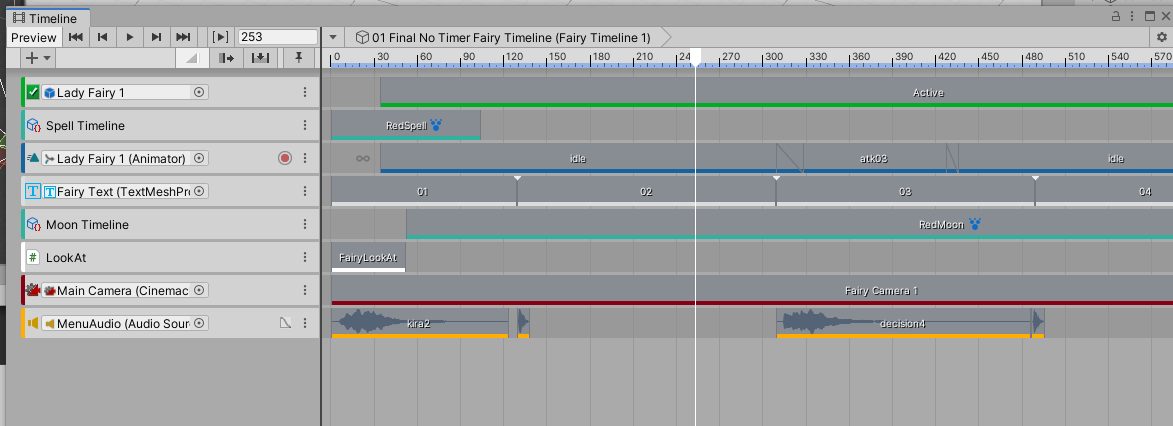 Timeline
Preview 253 01 Final No Timer Fairy Timeline (Fairy Timeline 1)
0 30 60 90 120 150 180 210 24 300 330 360 390 420 450 480 510 540 570
Lady Fairy 1 Active
Spell Timeline RedSpell
Lady Fairy 1 (Animator) idle atk03 idle
Fairy Text (TextMeshPr 01 02 03 04
Moon Timeline RedMoon
LookAt FairyLookAt
Main Camera (Cinemac Fairy Camera 1
MenuAudio (Audio Sour kira2 decision4